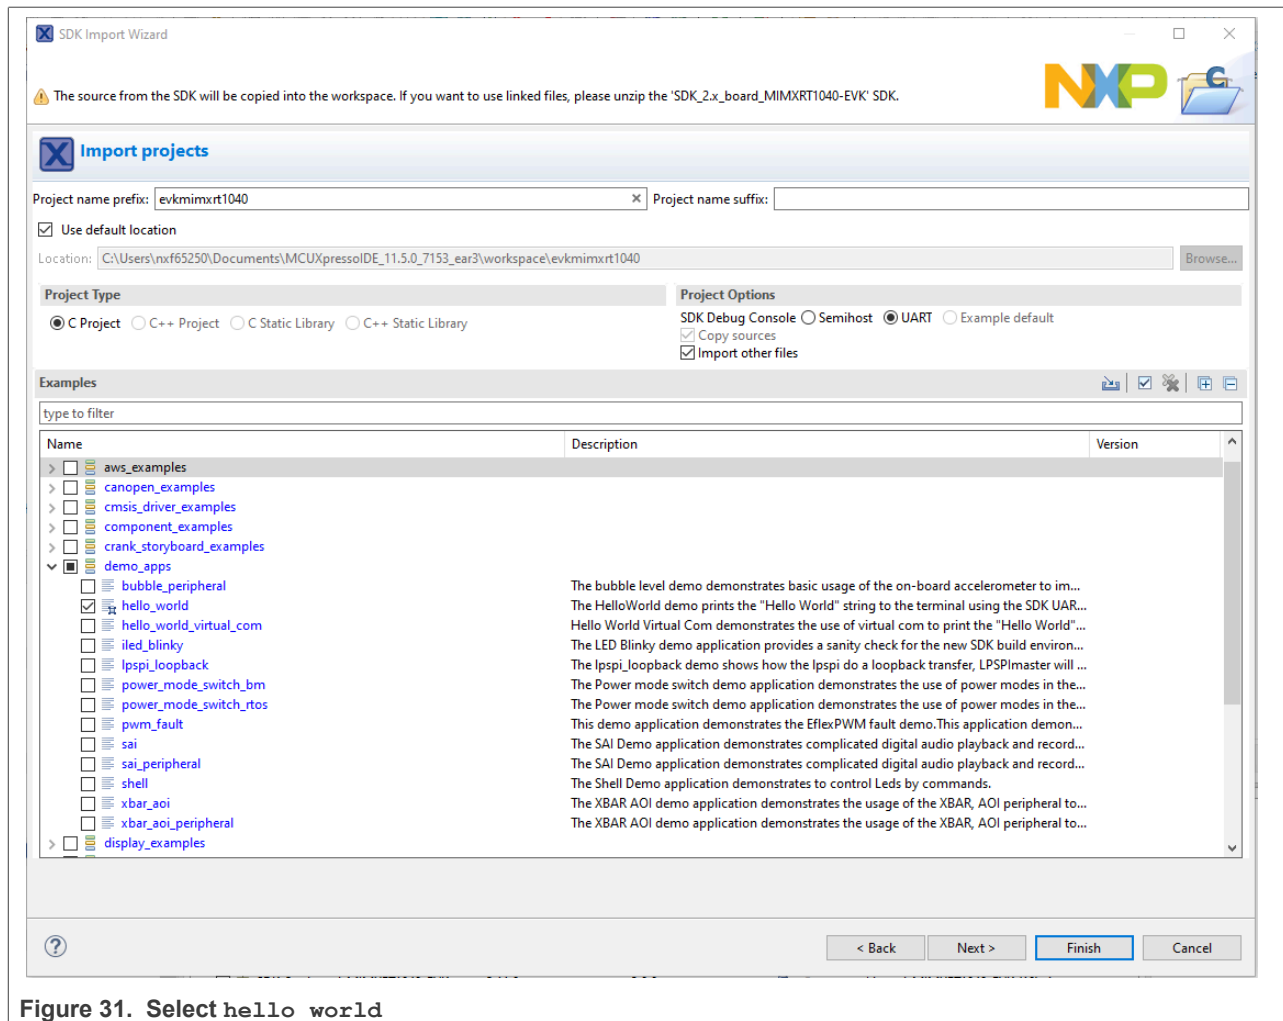 SDK Import Wizard
The source from the SDK will be copied into the workspace. If you want to use linked files, please unzip the 'SDK_2.x_board_MIMXRT1040-EVK' SDK.
NXP
Import projects
Project name prefix: evkmimxrt1040 Project name suffix:
Use default location
Location: C:\Users\nxf65250\Documents\MCUXpressoIDE_11.5.0_7153_ear3\workspace\evkmimxrt1040 Browse...
Project Type Project Options
C Project C++ Project C Static Library C++ Static Library SDK Debug Console Semihost UART Example default
Copy sources
Import other files
Examples
type to filter
Name Description Version
aws_examples
canopen_examples
cmsis_driver_examples
component_examples
crank_storyboard_examples
demo_apps
bubble_peripheral The bubble level demo demonstrates basic usage of the on-board accelerometer to im...
hello_world The HelloWorld demo prints the "Hello World" string to the terminal using the SDK UAR...
hello_world_virtual_com Hello World Virtual Com demonstrates the use of virtual com to print the "Hello World"...
iled_blinky The LED Blinky demo application provides a sanity check for the new SDK build environ...
lpspi_loopback The lpspi_loopback demo shows how the lpspi do a loopback transfer, LPSPImaster will ...
power_mode_switch_bm The Power mode switch demo application demonstrates the use of power modes in the...
power_mode_switch_rtos The Power mode switch demo application demonstrates the use of power modes in the...
pwm_fault This demo application demonstrates the EflexPWM fault demo.This application demon...
sai The SAI Demo application demonstrates complicated digital audio playback and record...
sai_peripheral The SAI Demo application demonstrates complicated digital audio playback and record...
shell The Shell Demo application demonstrates to control Leds by commands.
xbar_aoi The XBAR AOI demo application demonstrates the usage of the XBAR, AOI peripheral to...
xbar_aoi_peripheral The XBAR AOI demo application demonstrates the usage of the XBAR, AOI peripheral to...
display_examples
< Back Next > Finish Cancel
Figure 31. Select hello world